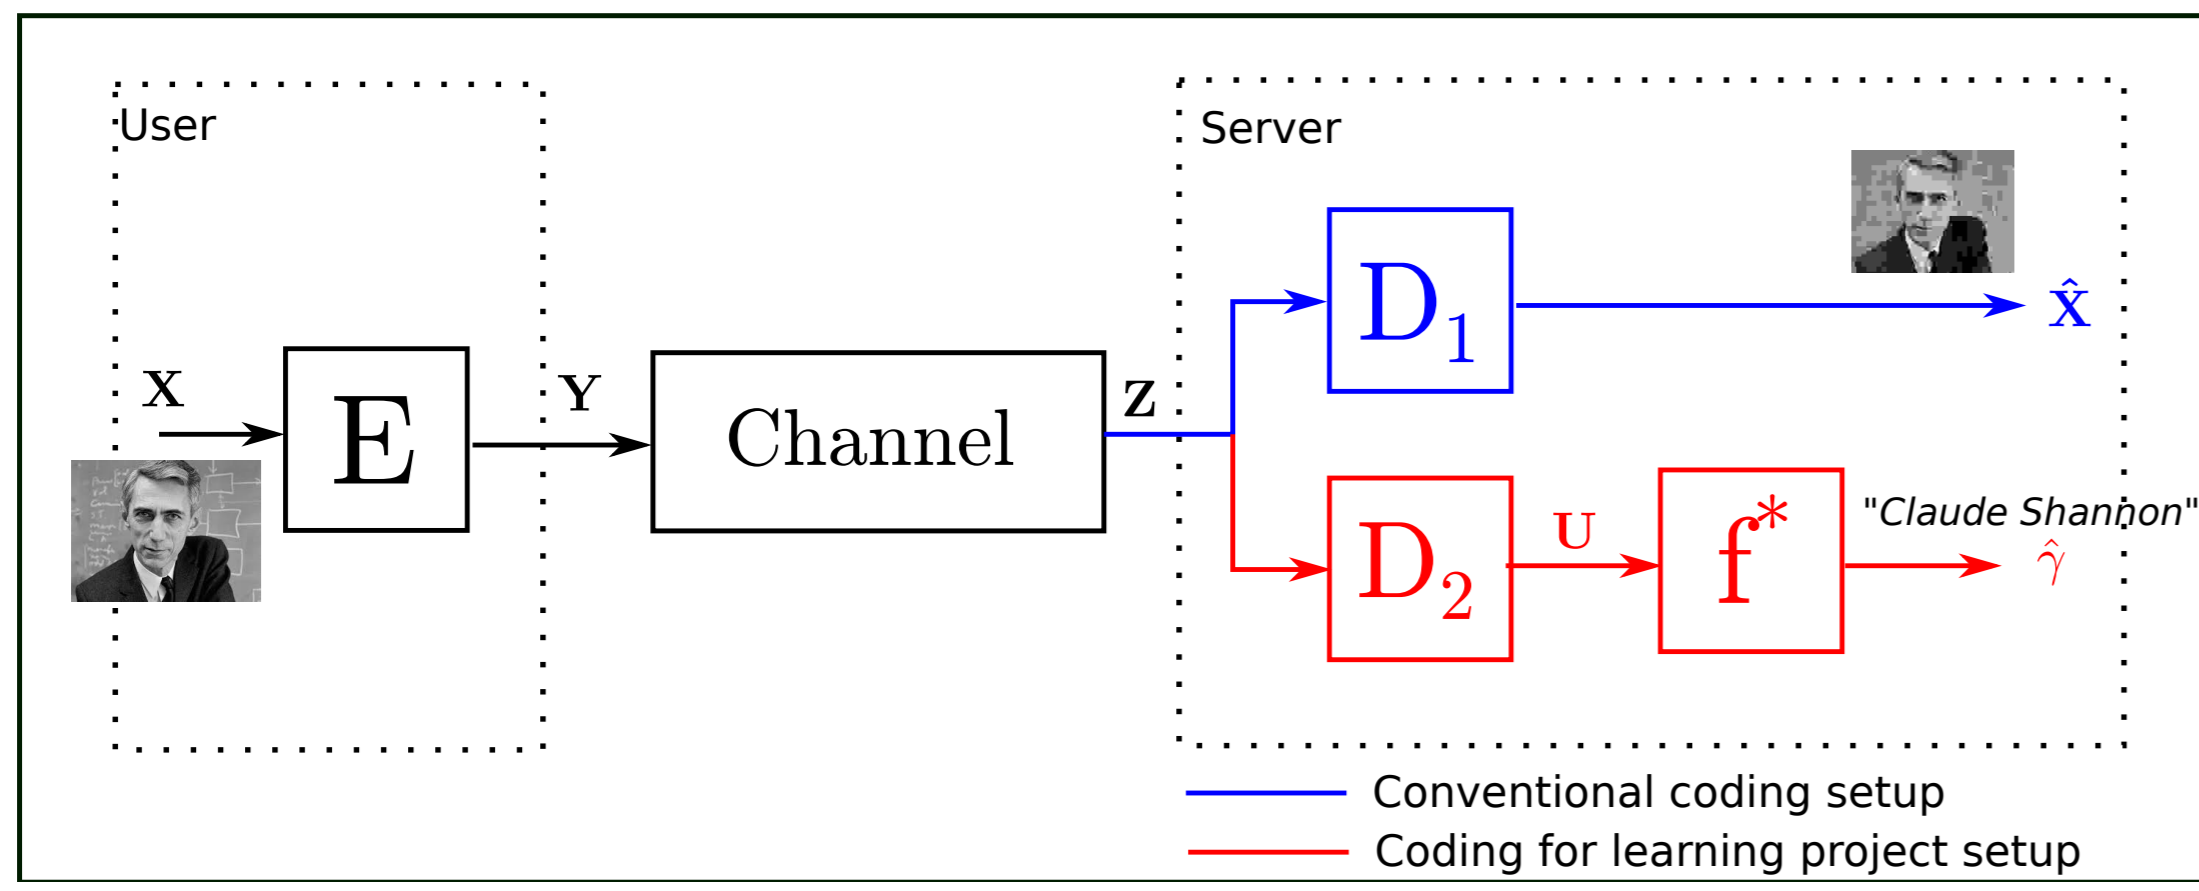 User
Server
X
E
Y
Channel
Z
D₁
X̂
D₂
U
f*
"Claude Shannon"
γ̂
Conventional coding setup
Coding for learning project setup